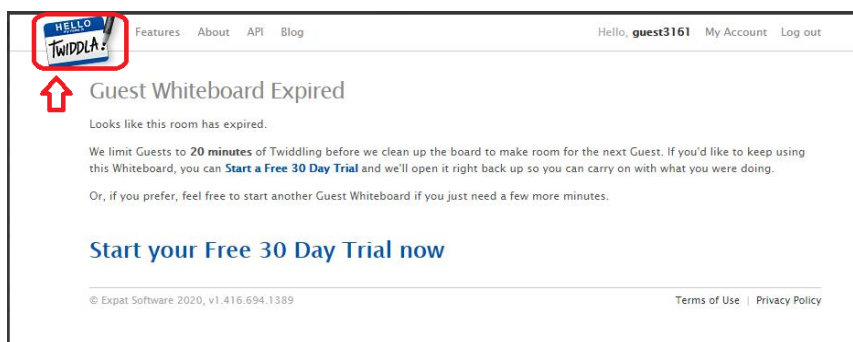 HELLO
TWIDDLA!
Features About API Blog
Hello, guest3161 My Account Log out
Guest Whiteboard Expired
Looks like this room has expired.
We limit Guests to 20 minutes of Twiddling before we clean up the board to make room for the next Guest. If you'd like to keep using
this Whiteboard, you can Start a Free 30 Day Trial and we'll open it right back up so you can carry on with what you were doing.
Or, if you prefer, feel free to start another Guest Whiteboard if you just need a few more minutes.
Start your Free 30 Day Trial now
© Expat Software 2020, v1.416.694.1389
Terms of Use | Privacy Policy